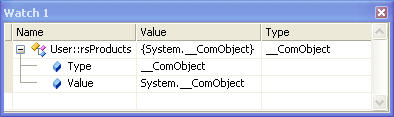 Watch 1
Name Value Type
User::rsProducts {System.__ComObject} __ComObject
Type __ComObject
Value System.__ComObject